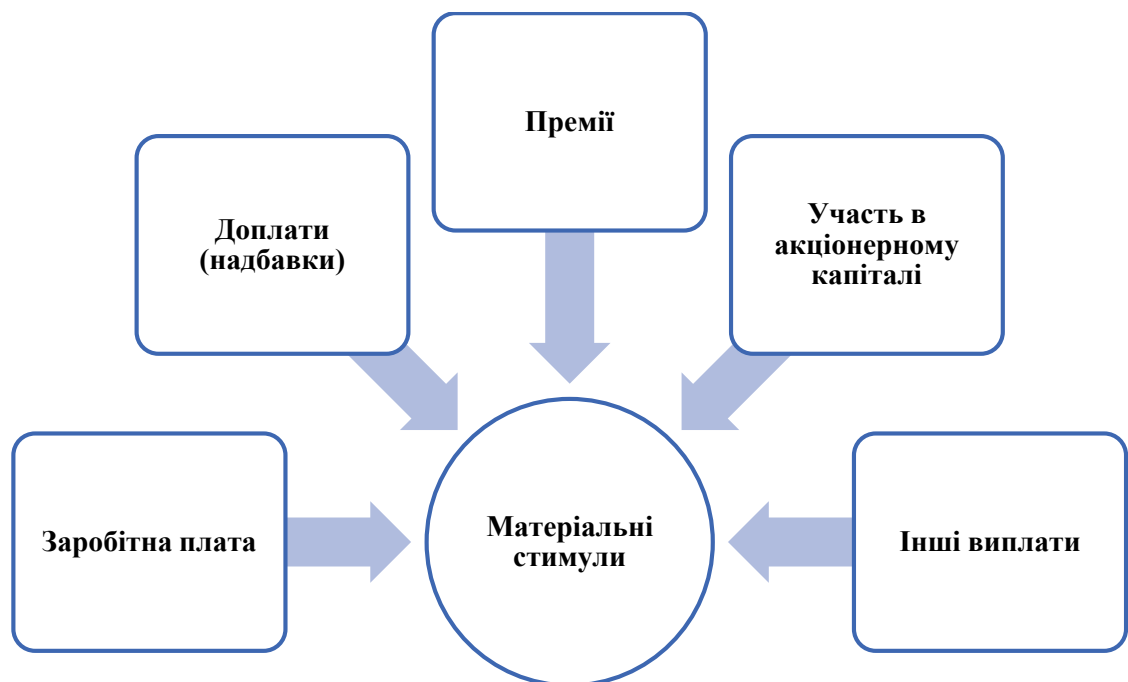 Премії
Доплати
(надбавки)
Участь в
акціонерному
капіталі
Заробітна плата
Матеріальні
стимули
Інші виплати